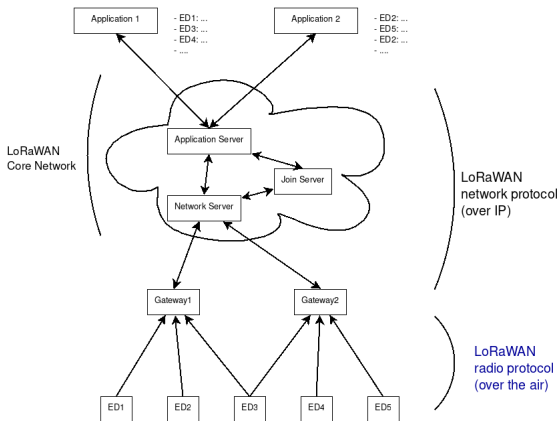 Application 1
- ED1: ...
- ED3: ...
- ED4: ...
- ....
Application 2
- ED2: ...
- ED5: ...
- ED2: ...
- ....
LoRaWAN
Core Network
Application Server
Join Server
Network Server
LoRaWAN
network protocol
(over IP)
Gateway1
Gateway2
LoRaWAN
radio protocol
(over the air)
ED1
ED2
ED3
ED4
ED5